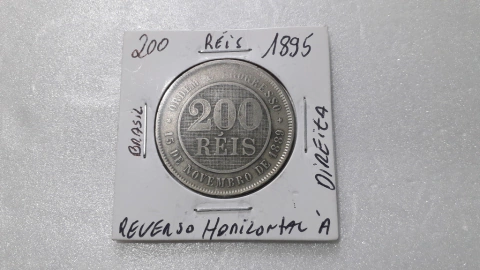 200 RÉIS 1895
BRASIL
ORDEM E PROGRESSO
200
RÉIS
* 15 DE NOVEMBRO DE 1889 *
DIREITA
REVERSO HORIZONTAL À